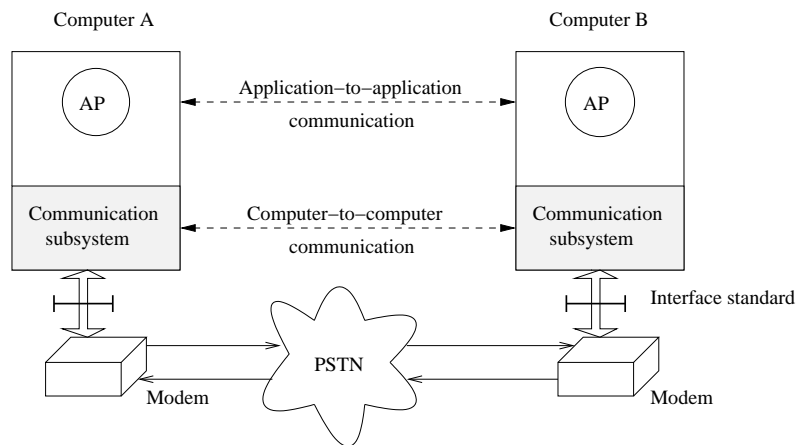 Computer A
Computer B
AP
Application-to-application
communication
AP
Communication
subsystem
Computer-to-computer
communication
Communication
subsystem
Interface standard
PSTN
Modem
Modem